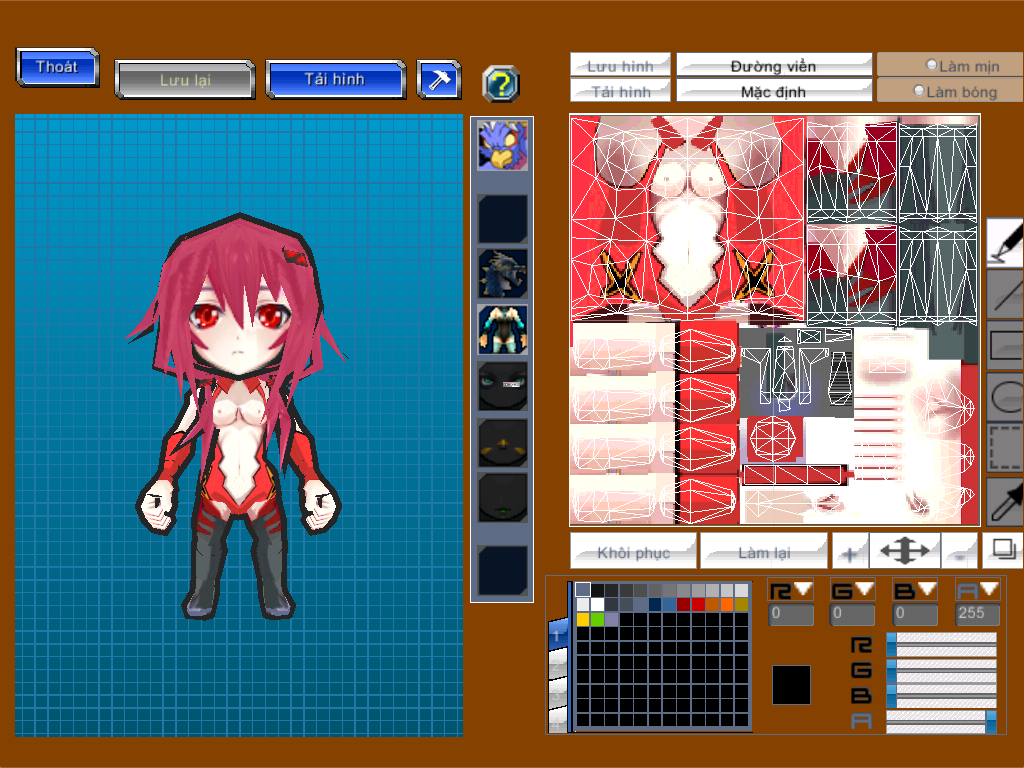 Thoát
Lưu lại
Tải hình
?
Lưu hình
Đường viền
Làm mịn
Tải hình
Mặc định
Làm bóng
Khôi phục
Làm lại
1
R
G
B
A
0
0
0
255
R
G
B
A